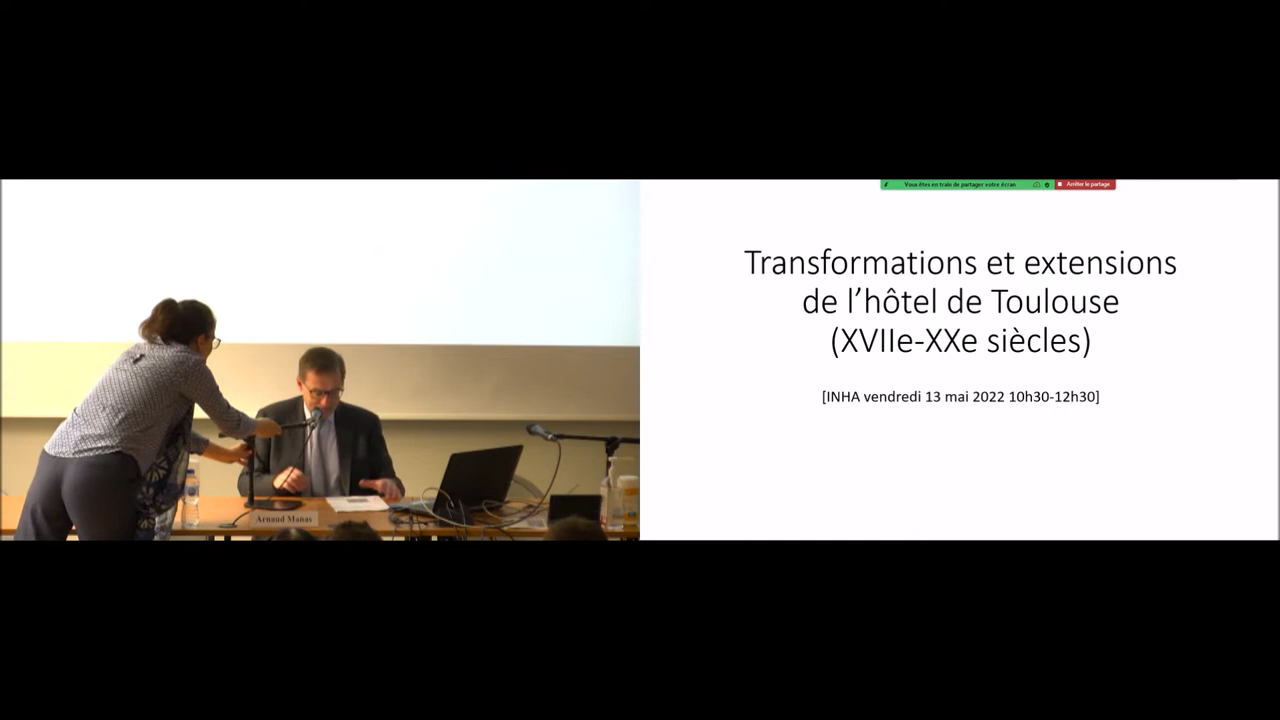 Vous êtes en train de partager votre écran
Arrêter le partage
Transformations et extensions
de l’hôtel de Toulouse
(XVIIe-XXe siècles)
[INHA vendredi 13 mai 2022 10h30-12h30]
Arnaud Manas